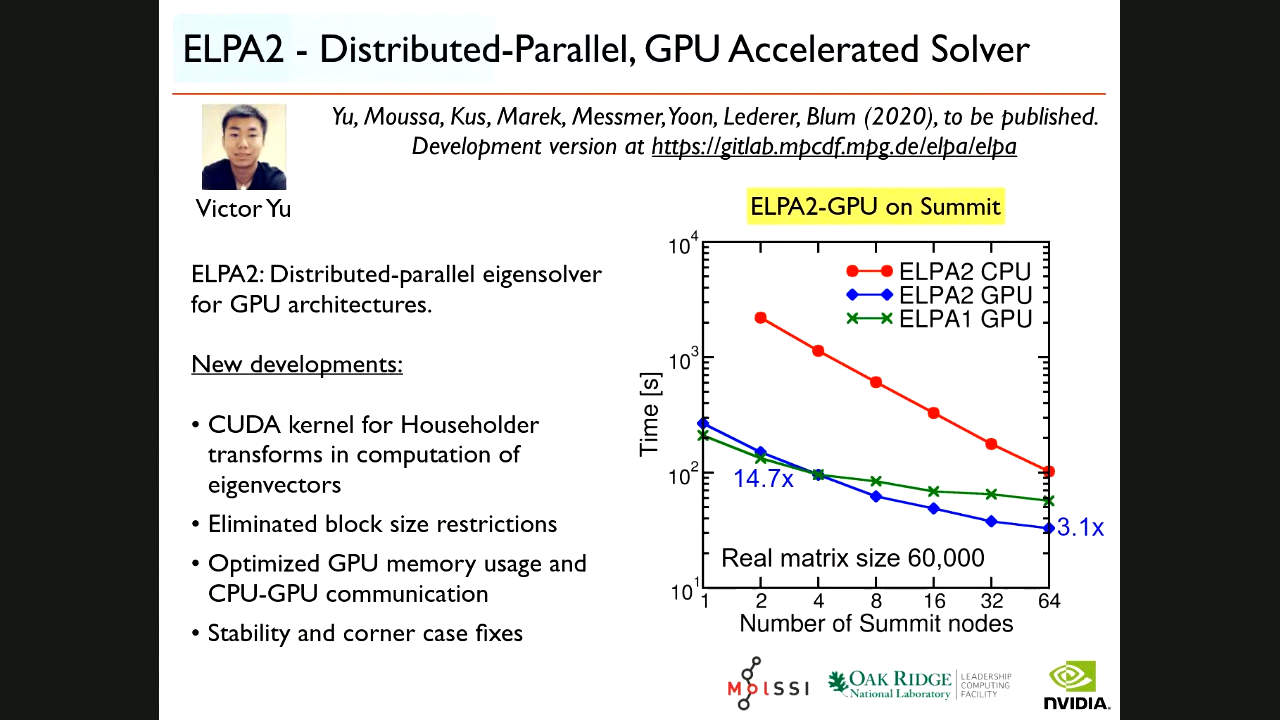 ELPA2 - Distributed-Parallel, GPU Accelerated Solver
Yu, Moussa, Kus, Marek, Messmer, Yoon, Lederer, Blum (2020), to be published.
Development version at https://gitlab.mpcdf.mpg.de/elpa/elpa
Victor Yu
ELPA2: Distributed-parallel eigensolver
for GPU architectures.
New developments:
• CUDA kernel for Householder
transforms in computation of
eigenvectors
• Eliminated block size restrictions
• Optimized GPU memory usage and
CPU-GPU communication
• Stability and corner case fixes
ELPA2-GPU on Summit
10^4
10^3
10^2
10^1
Time [s]
ELPA2 CPU
ELPA2 GPU
ELPA1 GPU
14.7x
3.1x
Real matrix size 60,000
1 2 4 8 16 32 64
Number of Summit nodes
MolSSI
OAK RIDGE
National Laboratory
LEADERSHIP
COMPUTING
FACILITY
NVIDIA.